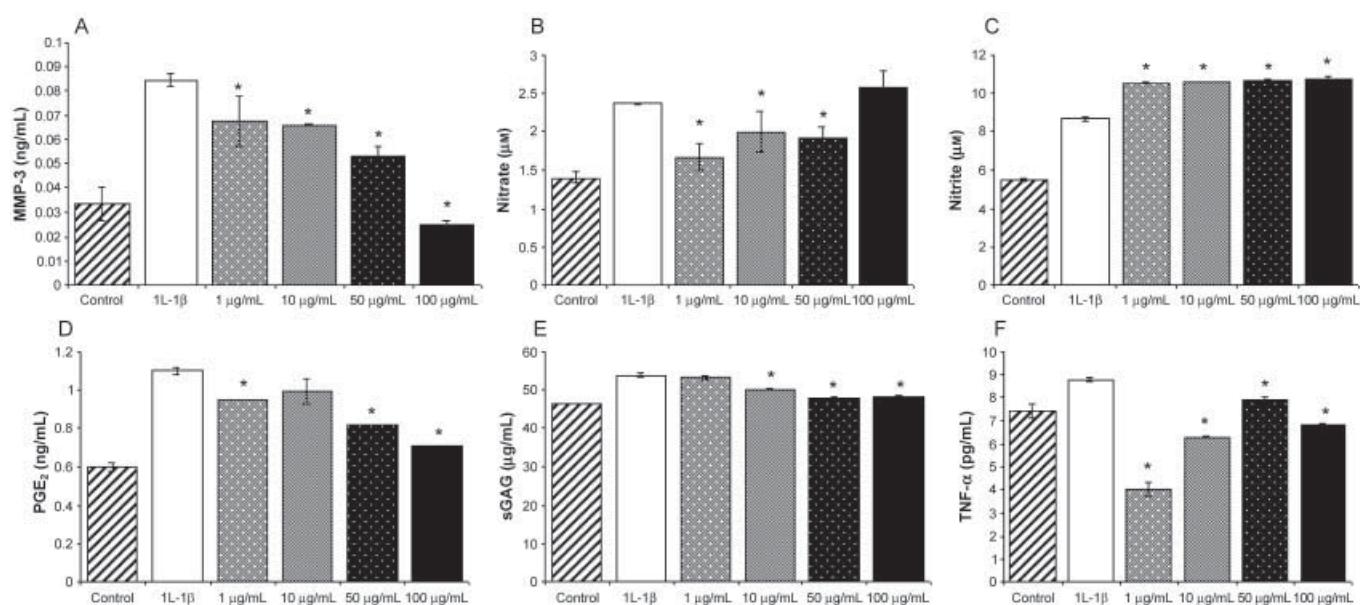 A
MMP-3 (ng/mL)
0.1
0.09
0.08
0.07
0.06
0.05
0.04
0.03
0.02
0.01
0
* * * *
Control 1L-1β 1 μg/mL 10 μg/mL 50 μg/mL 100 μg/mL
B
Nitrate (μM)
3
2.5
2
1.5
1
0.5
0
* * *
Control 1L-1β 1 μg/mL 10 μg/mL 50 μg/mL 100 μg/mL
C
Nitrite (μM)
12
10
8
6
4
2
0
* * * *
Control 1L-1β 1 μg/mL 10 μg/mL 50 μg/mL 100 μg/mL
D
PGE₂ (ng/mL)
1.2
1
0.8
0.6
0.4
0.2
0
* * *
Control 1L-1β 1 μg/mL 10 μg/mL 50 μg/mL 100 μg/mL
E
sGAG (μg/mL)
60
50
40
30
20
10
0
* * *
Control 1L-1β 1 μg/mL 10 μg/mL 50 μg/mL 100 μg/mL
F
TNF-α (pg/mL)
10
9
8
7
6
5
4
3
2
1
0
* * * *
Control 1L-1β 1 μg/mL 10 μg/mL 50 μg/mL 100 μg/mL